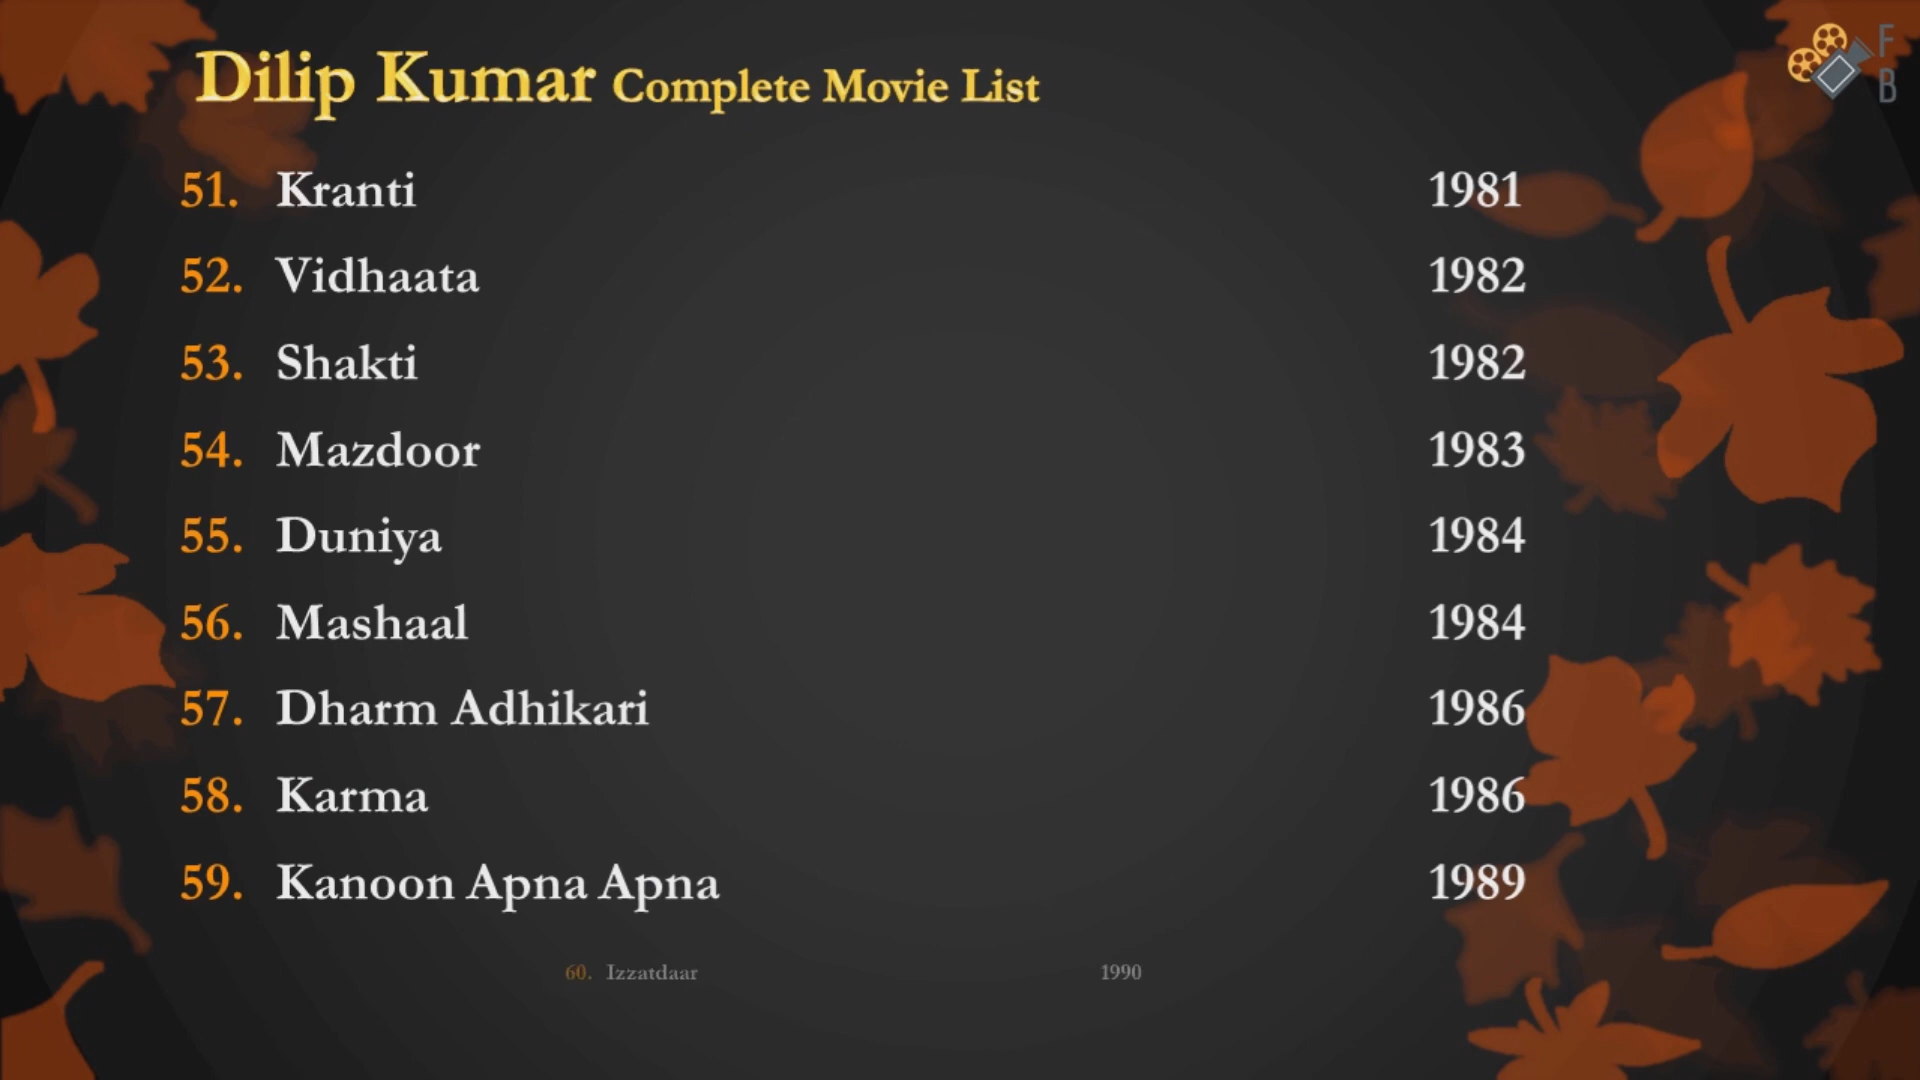 Dilip Kumar Complete Movie List
F
B
51. Kranti 1981
52. Vidhaata 1982
53. Shakti 1982
54. Mazdoor 1983
55. Duniya 1984
56. Mashaal 1984
57. Dharm Adhikari 1986
58. Karma 1986
59. Kanoon Apna Apna 1989
60. Izzatdaar 1990